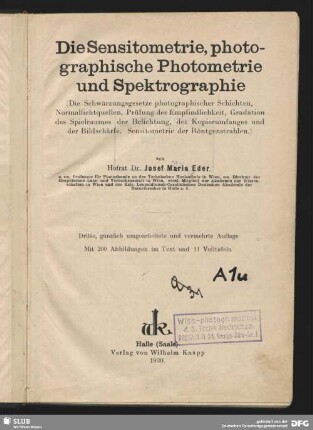 Die Sensitometrie, photo-
graphische Photometrie
und Spektrographie
(Die Schwärzungsgesetze photographischer Schichten,
Normallichtquellen, Prüfung der Empfindlichkeit, Gradation
des Spielraumes der Belichtung, des Kopierumfanges und
der Bildschärfe. Sensitometrie der Röntgenstrahlen.)
von
Hofrat Dr. Josef Maria Eder,
Dritte, gänzlich umgearbeitete und vermehrte Auflage
Mit 200 Abbildungen im Text und 11 Volltafeln
A1u
Halle (Saale)
Verlag von Wilhelm Knapp
1930.
SLUB
DFG